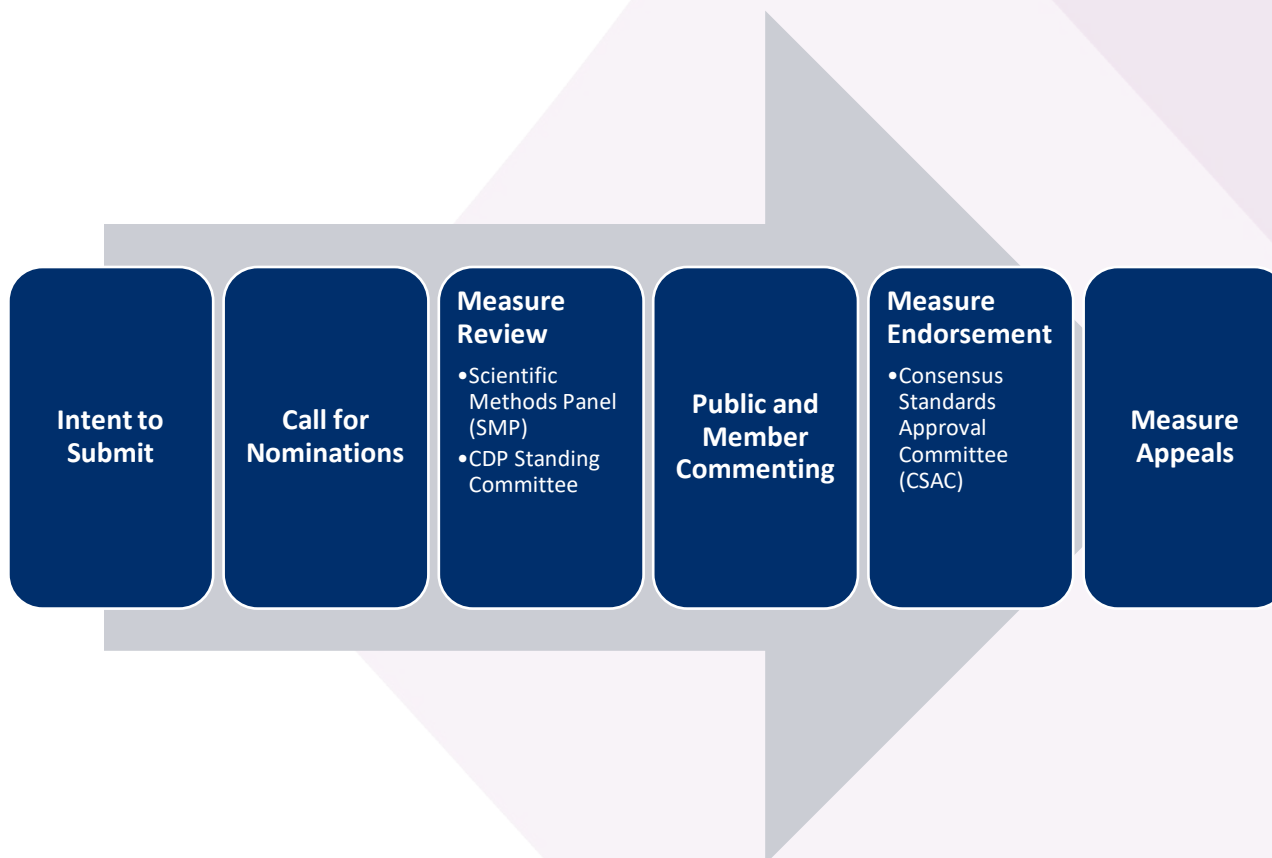 Intent to
Submit
Call for
Nominations
Measure
Review
•Scientific
Methods Panel
(SMP)
•CDP Standing
Committee
Public and
Member
Commenting
Measure
Endorsement
•Consensus
Standards
Approval
Committee
(CSAC)
Measure
Appeals